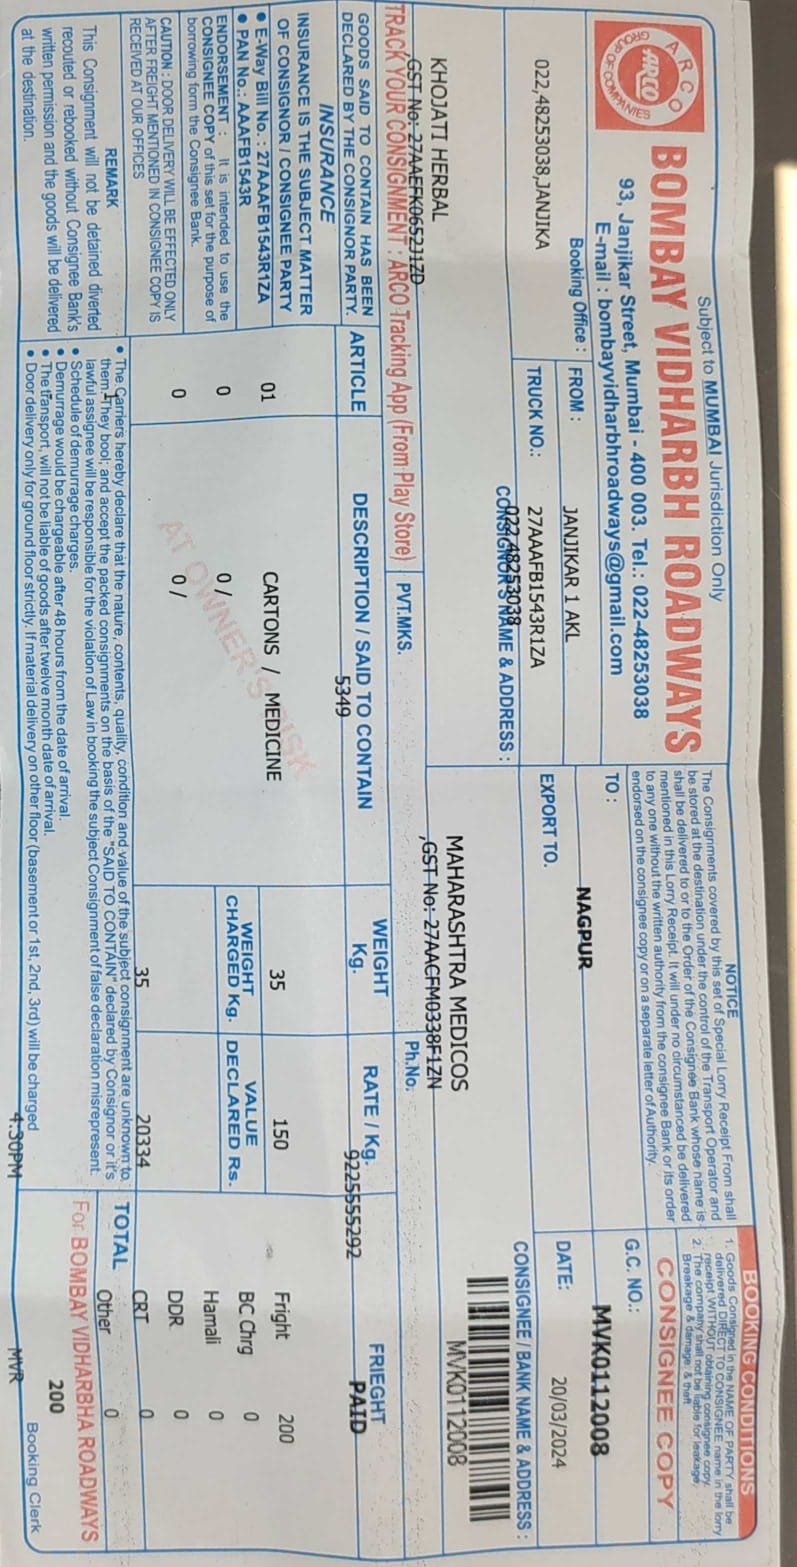 Subject to MUMBAI Jurisdiction Only
ARCO
GROUP OF COMPANIES
ARCO
BOMBAY VIDHARBH ROADWAYS
93, Janjikar Street, Mumbai - 400 003. Tel.: 022-48253038
E-mail : bombayvidharbhroadways@gmail.com
NOTICE
The Consignments covered by this set of Special Lorry Receipt From shall
be stored at the destination under the control of the Transport Operator and
shall be delivered to or to the Order of the Consignée Bank whose name is
mentioned in this Lorry Receipt. It will under no circumstanced be delivered
to any one without the written authority from the consignee Bank or its order
endorsed on the consignee copy or on a separate letter of Authority.
BOOKING CONDITIONS
1. Goods Consigned in the NAME OF PARTY shall be
delivered DIRECT TO CONSIGNEE name in the lorry
receipt WITHOUT obtaining consignee copy.
2. The company shall not be liable for leakage,
Breakage & damage & theft.
CONSIGNEE COPY
Booking Office :
022,48253038,JANJIKA
FROM :
JANJIKAR 1 AKL
TO :
NAGPUR
G.C. NO.:
MVK0112008
TRUCK NO.:
27AAAFB1543R1ZA
EXPORT TO.
DATE:
20/03/2024
CONSIGNOR'S NAME & ADDRESS :
022,48253038
KHOJATI HERBAL
,GST No: 27AAEFK0652J1ZD
CONSIGNEE / BANK NAME & ADDRESS :
MAHARASHTRA MEDICOS
,GST No: 27AACFM0338F1ZN
MVK0112008
TRACK YOUR CONSIGNMENT : ARCO Tracking App (From Play Store)
PVT.MKS.
5349
Ph.No.
9225555292
GOODS SAID TO CONTAIN HAS BEEN
DECLARED BY THE CONSIGNOR PARTY.
INSURANCE
INSURANCE IS THE SUBJECT MATTER
OF CONSIGNOR / CONSIGNEE PARTY
• E-Way Bill No. : 27AAAFB1543R1ZA
• PAN No.: AAAFB1543R
ENDORSEMENT : It is intended to use the
CONSIGNEE COPY of this set for the purpose of
borrowing form the Consignee Bank.
CAUTION : DOOR DELIVERY WILL BE EFFECTED ONLY
AFTER FREIGHT MENTIONED IN CONSIGNEE COPY IS
RECEIVED AT OUR OFFICES
REMARK
This Consignment will not be detained diverted
recouted or rebooked without Consignee Bank's
written permission and the goods will be delivered
at the destination.
ARTICLE
DESCRIPTION / SAID TO CONTAIN
WEIGHT
Kg.
RATE / Kg.
FRIEGHT
PAID
01
CARTONS / MEDICINE
35
150
Fright 200
WEIGHT
CHARGED Kg.
VALUE
DECLARED Rs.
BC Chrg 0
0
0 /
Hamali 0
0
0 /
DDR 0
35
20334
CRT 0
AT OWNER'S RISK
Other 0
TOTAL
200
• The Carriers hereby declare that the nature, contents, quality, condition and value of the subject consignment are unknown to
them. They bool; and accept the packed consignments on the basis of the "SAID TO CONTAIN" declared by Consignor or it's
lawful assignee will be responsible for the violation of Law in booking the subject Consignment of false declaration misrepresent.
• Schedule of demurrage charges.
• Demurrage would be chargeable after 48 hours from the date of arrival.
• The transport, will not be liable of goods after twelve month date of arrival.
• Door delivery only for ground floor strictly. If material delivery on other floor (basement or 1st, 2nd, 3rd) will be charged
For BOMBAY VIDHARBHA ROADWAYS
4:30PM
MVR
Booking Clerk